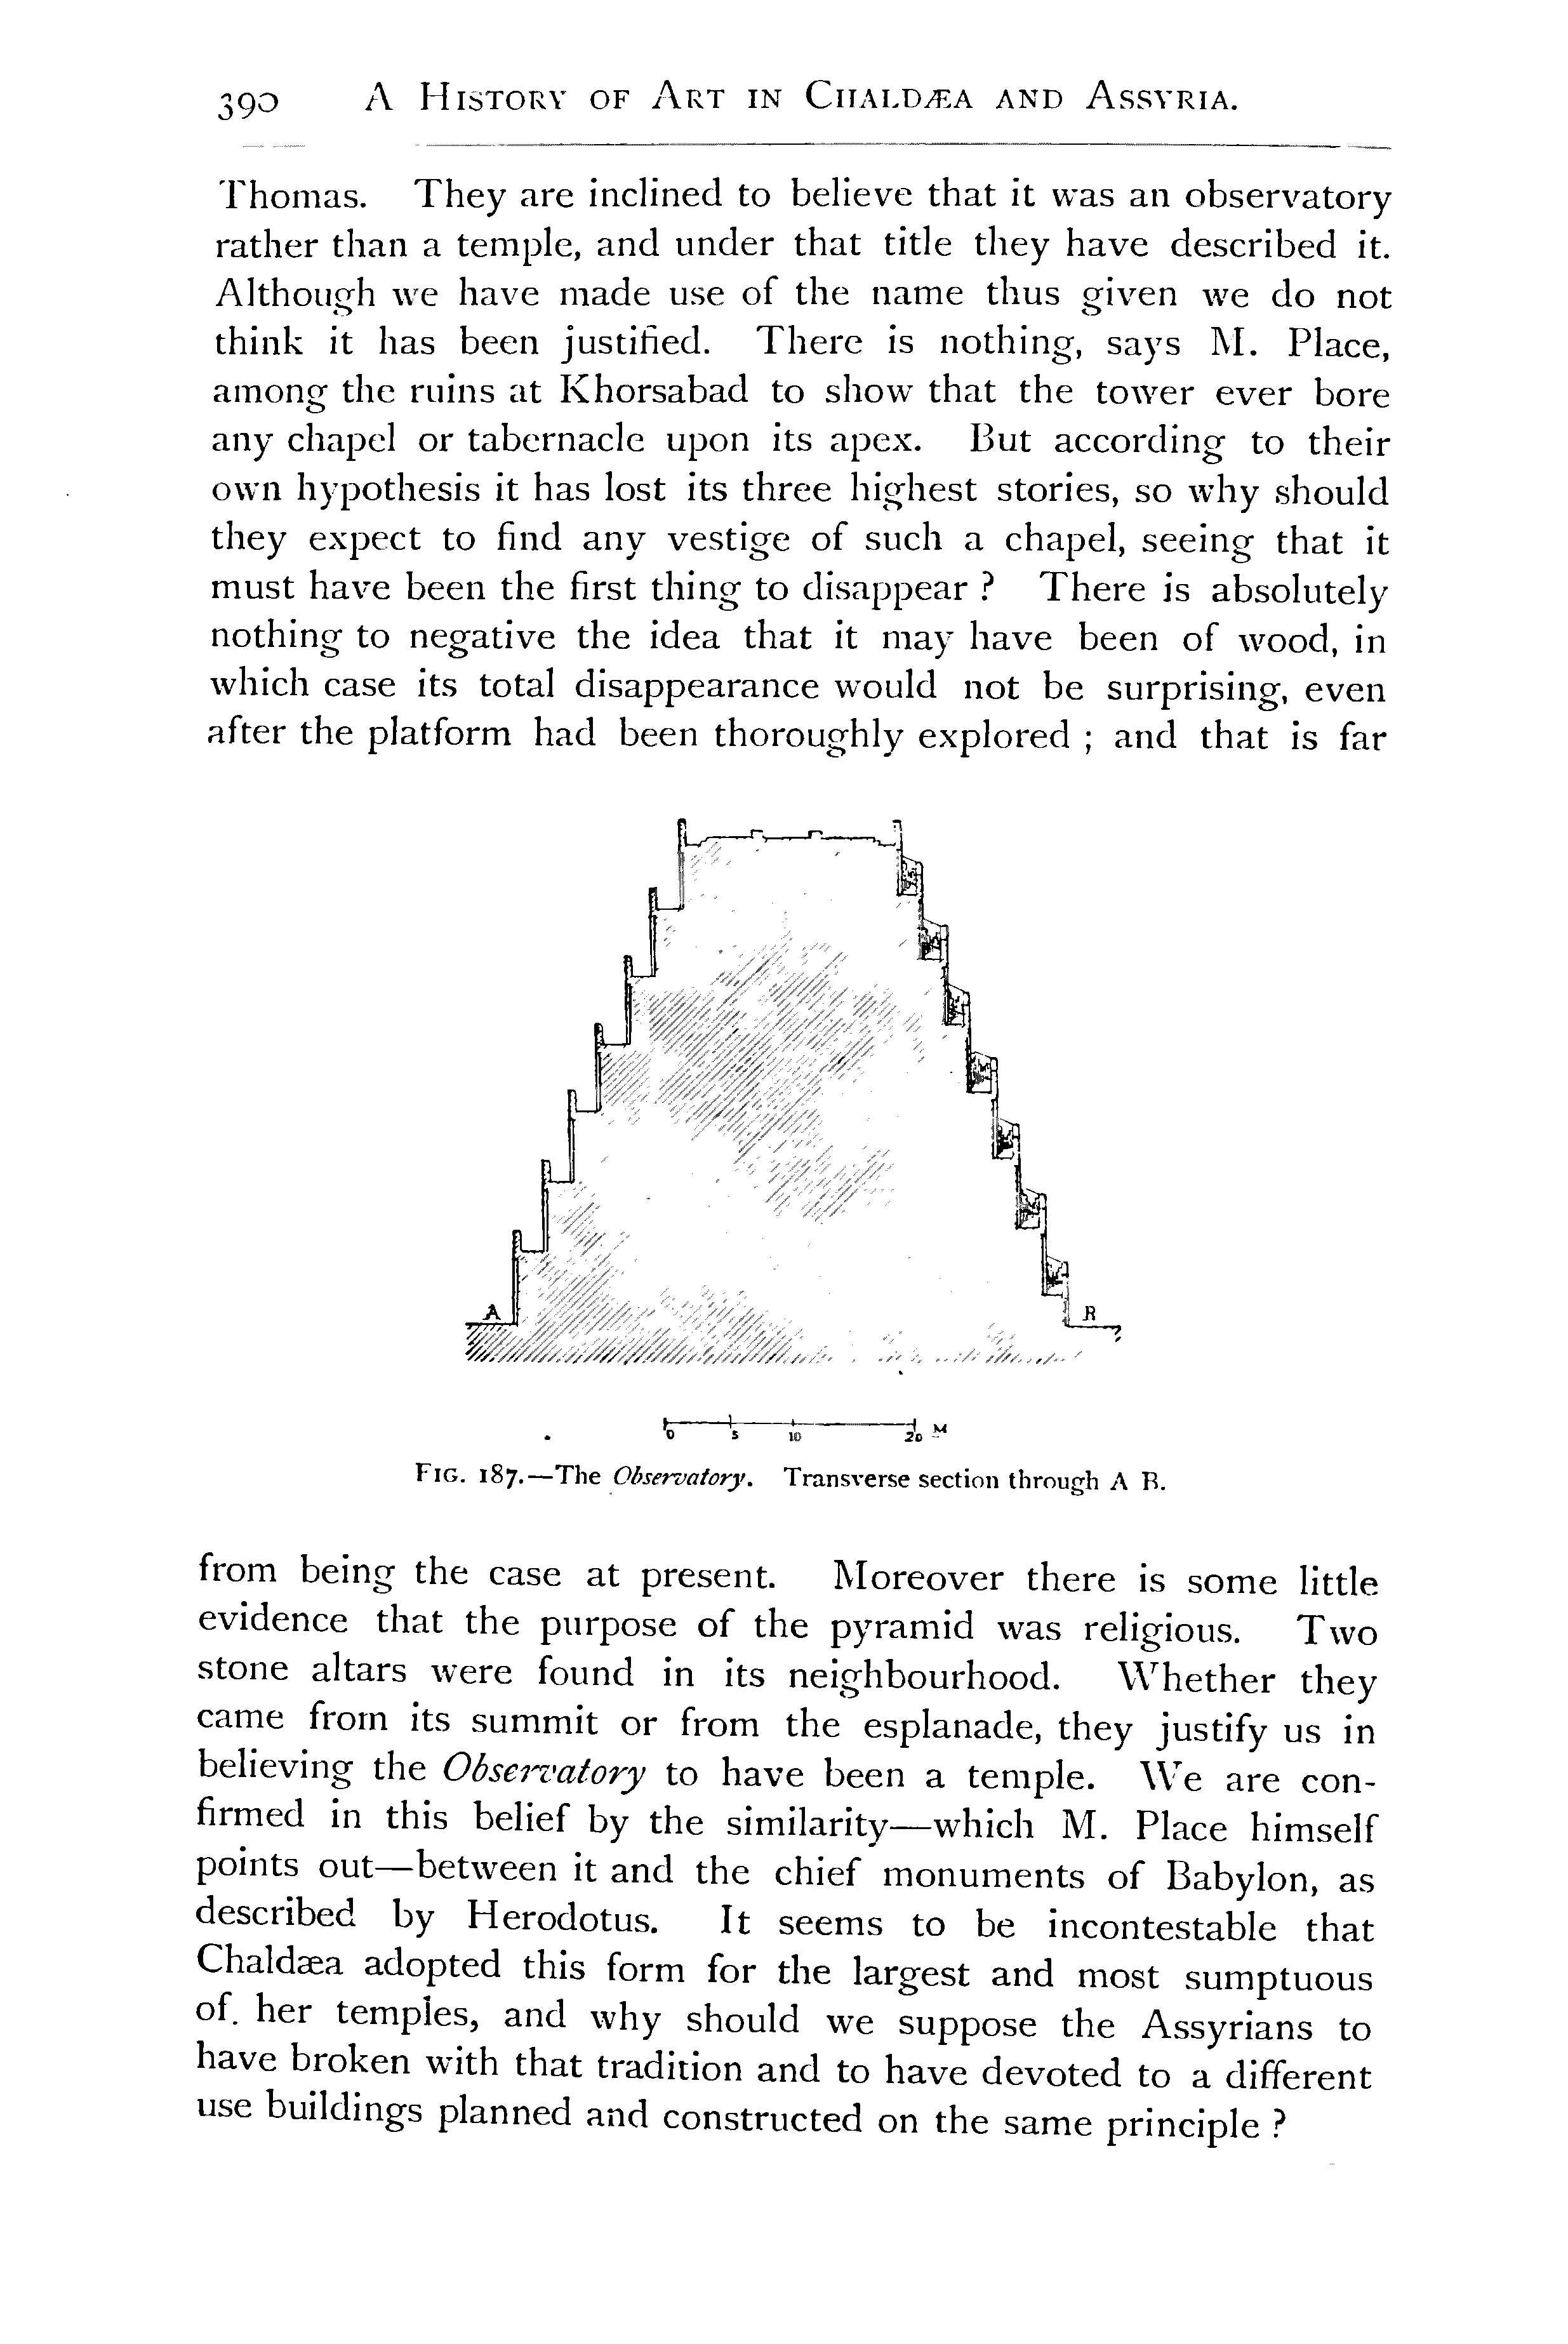 390 A HISTORY OF ART IN CHALDÆA AND ASSYRIA.
Thomas. They are inclined to believe that it was an observatory
rather than a temple, and under that title they have described it.
Although we have made use of the name thus given we do not
think it has been justified. There is nothing, says M. Place,
among the ruins at Khorsabad to show that the tower ever bore
any chapel or tabernacle upon its apex. But according to their
own hypothesis it has lost its three highest stories, so why should
they expect to find any vestige of such a chapel, seeing that it
must have been the first thing to disappear ? There is absolutely
nothing to negative the idea that it may have been of wood, in
which case its total disappearance would not be surprising, even
after the platform had been thoroughly explored ; and that is far
A B
0 5 10 20 M
FIG. 187.—The Observatory. Transverse section through A B.
from being the case at present. Moreover there is some little
evidence that the purpose of the pyramid was religious. Two
stone altars were found in its neighbourhood. Whether they
came from its summit or from the esplanade, they justify us in
believing the Observatory to have been a temple. We are con-
firmed in this belief by the similarity—which M. Place himself
points out—between it and the chief monuments of Babylon, as
described by Herodotus. It seems to be incontestable that
Chaldæa adopted this form for the largest and most sumptuous
of. her temples, and why should we suppose the Assyrians to
have broken with that tradition and to have devoted to a different
use buildings planned and constructed on the same principle ?